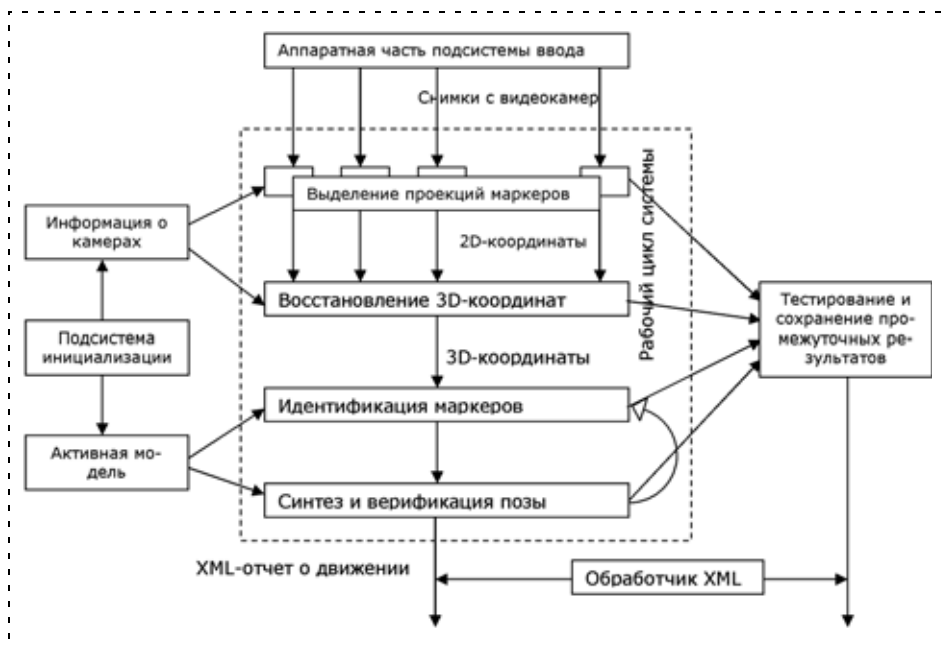 Аппаратная часть подсистемы ввода
Снимки с видеокамер
Выделение проекций маркеров
Информация о
камерах
2D-координаты
Рабочий цикл системы
Восстановление 3D-координат
Тестирование и
сохранение про-
межуточных ре-
зультатов
Подсистема
инициализации
3D-координаты
Идентификация маркеров
Активная мо-
дель
Синтез и верификация позы
XML-отчет о движении
Обработчик XML